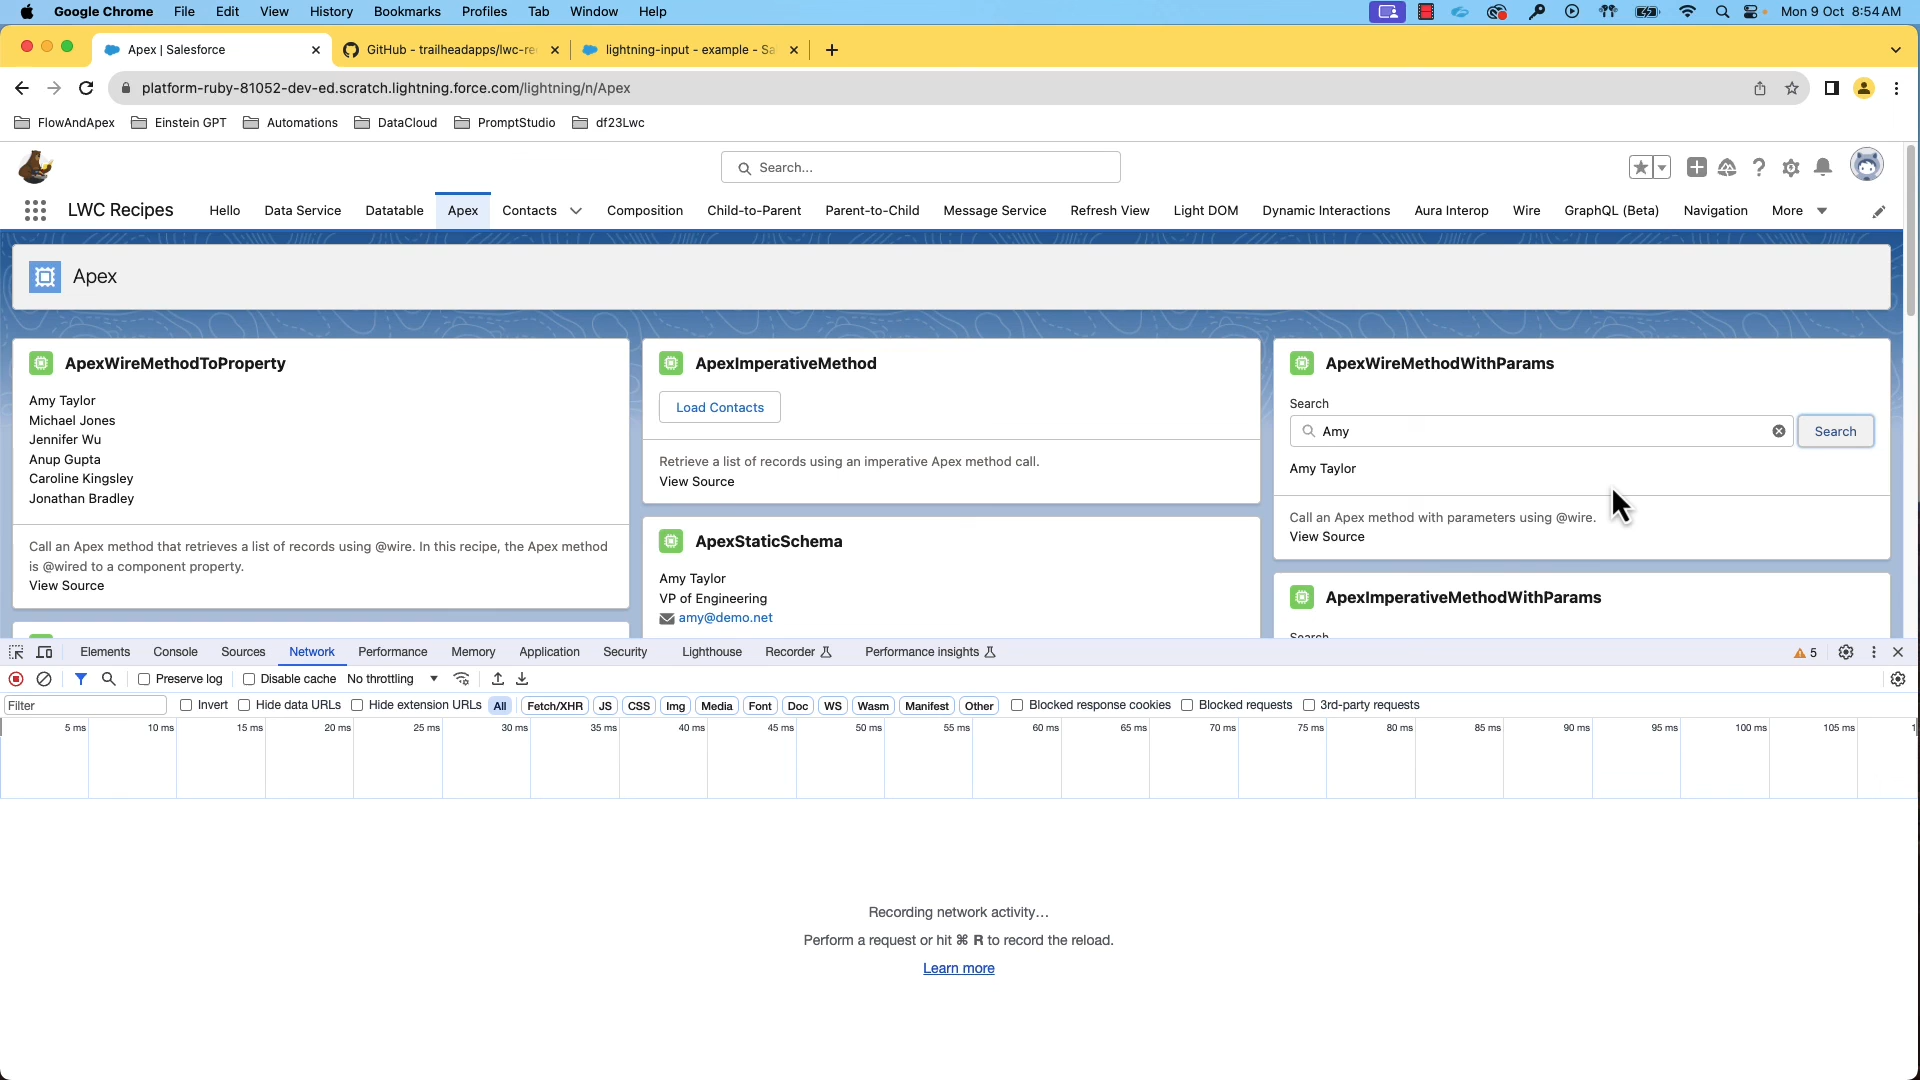 Google Chrome File Edit View History Bookmarks Profiles Tab Window Help Mon 9 Oct 8:54 AM
Apex | Salesforce GitHub - trailheadapps/lwc-re lightning-input - example - Sa
platform-ruby-81052-dev-ed.scratch.lightning.force.com/lightning/n/Apex
FlowAndApex Einstein GPT Automations DataCloud PromptStudio df23Lwc
Search...
LWC Recipes Hello Data Service Datatable Apex Contacts Composition Child-to-Parent Parent-to-Child Message Service Refresh View Light DOM Dynamic Interactions Aura Interop Wire GraphQL (Beta) Navigation More
Apex
ApexWireMethodToProperty
Amy Taylor
Michael Jones
Jennifer Wu
Anup Gupta
Caroline Kingsley
Jonathan Bradley
Call an Apex method that retrieves a list of records using @wire. In this recipe, the Apex method
is @wired to a component property.
View Source
ApexImperativeMethod
Load Contacts
Retrieve a list of records using an imperative Apex method call.
View Source
ApexStaticSchema
Amy Taylor
VP of Engineering
amy@demo.net
ApexWireMethodWithParams
Search
Amy Search
Amy Taylor
Call an Apex method with parameters using @wire.
View Source
ApexImperativeMethodWithParams
Search
Elements Console Sources Network Performance Memory Application Security Lighthouse Recorder Performance insights 5
Preserve log Disable cache No throttling
Filter Invert Hide data URLs Hide extension URLs All Fetch/XHR JS CSS Img Media Font Doc WS Wasm Manifest Other Blocked response cookies Blocked requests 3rd-party requests
5 ms 10 ms 15 ms 20 ms 25 ms 30 ms 35 ms 40 ms 45 ms 50 ms 55 ms 60 ms 65 ms 70 ms 75 ms 80 ms 85 ms 90 ms 95 ms 100 ms 105 ms
Recording network activity…
Perform a request or hit ⌘ R to record the reload.
Learn more